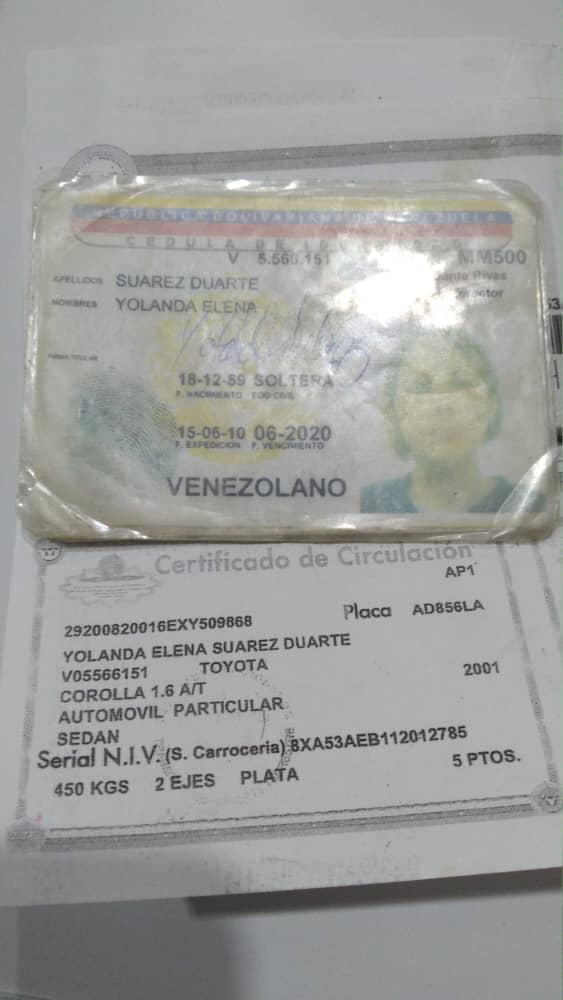 REPUBLICA BOLIVARIANA DE VENEZUELA
CEDULA DE IDENTIDAD
V 5.566.151 MM500
APELLIDOS SUAREZ DUARTE
Dante Rivas
Director
NOMBRES YOLANDA ELENA
FIRMA TITULAR
18-12-59 SOLTERA
F. NACIMIENTO EDO CIVIL
15-06-10 06-2020
F. EXPEDICION F. VENCIMIENTO
VENEZOLANO
Certificado de Circulación
AP1
29200820016EXY509868 Placa AD856LA
YOLANDA ELENA SUAREZ DUARTE
V05566151 TOYOTA 2001
COROLLA 1.6 A/T
AUTOMOVIL PARTICULAR
SEDAN
Serial N.I.V. (S. Carroceria) 8XA53AEB112012785
450 KGS 2 EJES PLATA 5 PTOS.